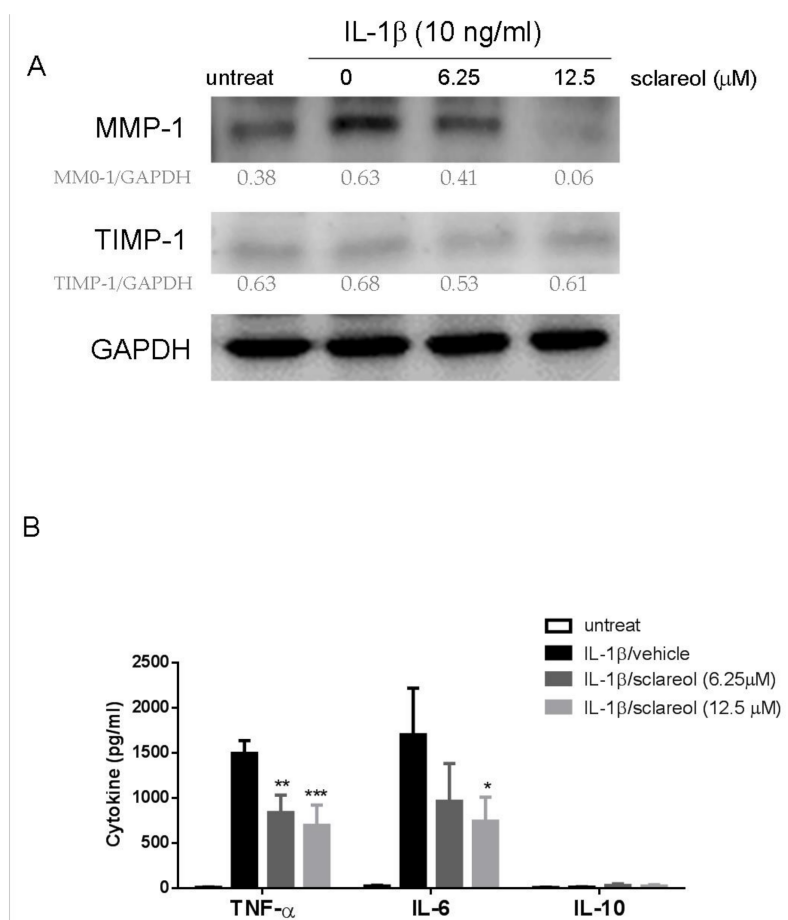 IL-1β (10 ng/ml)
A
untreat 0 6.25 12.5 sclareol (μM)
MMP-1
MM0-1/GAPDH 0.38 0.63 0.41 0.06
TIMP-1
TIMP-1/GAPDH 0.63 0.68 0.53 0.61
GAPDH
B
untreat
IL-1β/vehicle
IL-1β/sclareol (6.25μM)
IL-1β/sclareol (12.5 μM)
Cytokine (pg/ml)
2500
2000
1500
1000
500
0
** *** *
TNF-α IL-6 IL-10